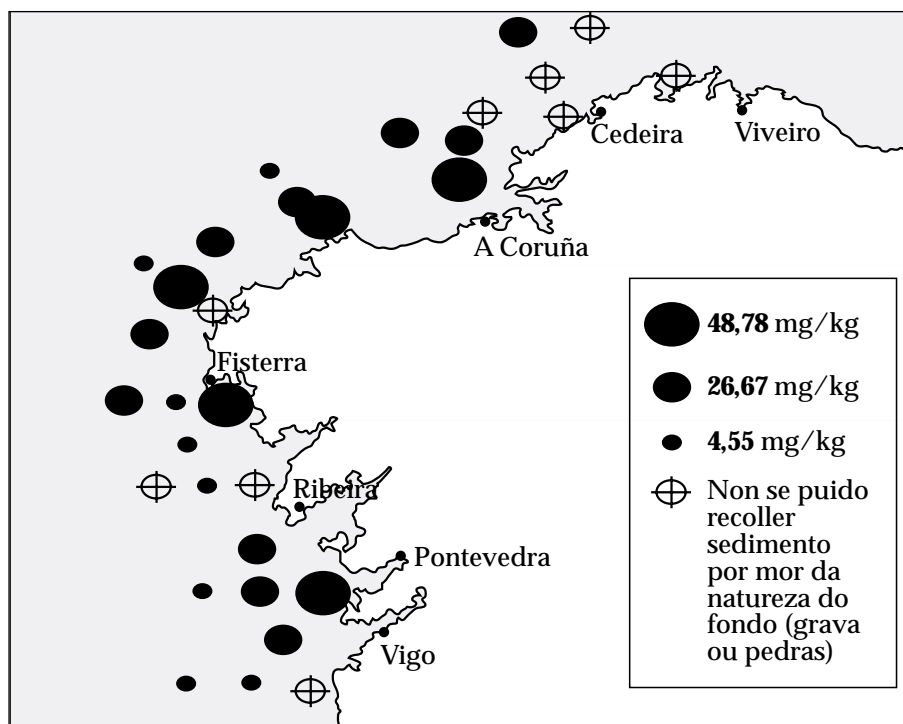 Cedeira
Viveiro
A Coruña
Fisterra
Ribeira
Pontevedra
Vigo
48,78 mg/kg
26,67 mg/kg
4,55 mg/kg
Non se puido
recoller
sedimento
por mor da
natureza do
fondo (grava
ou pedras)